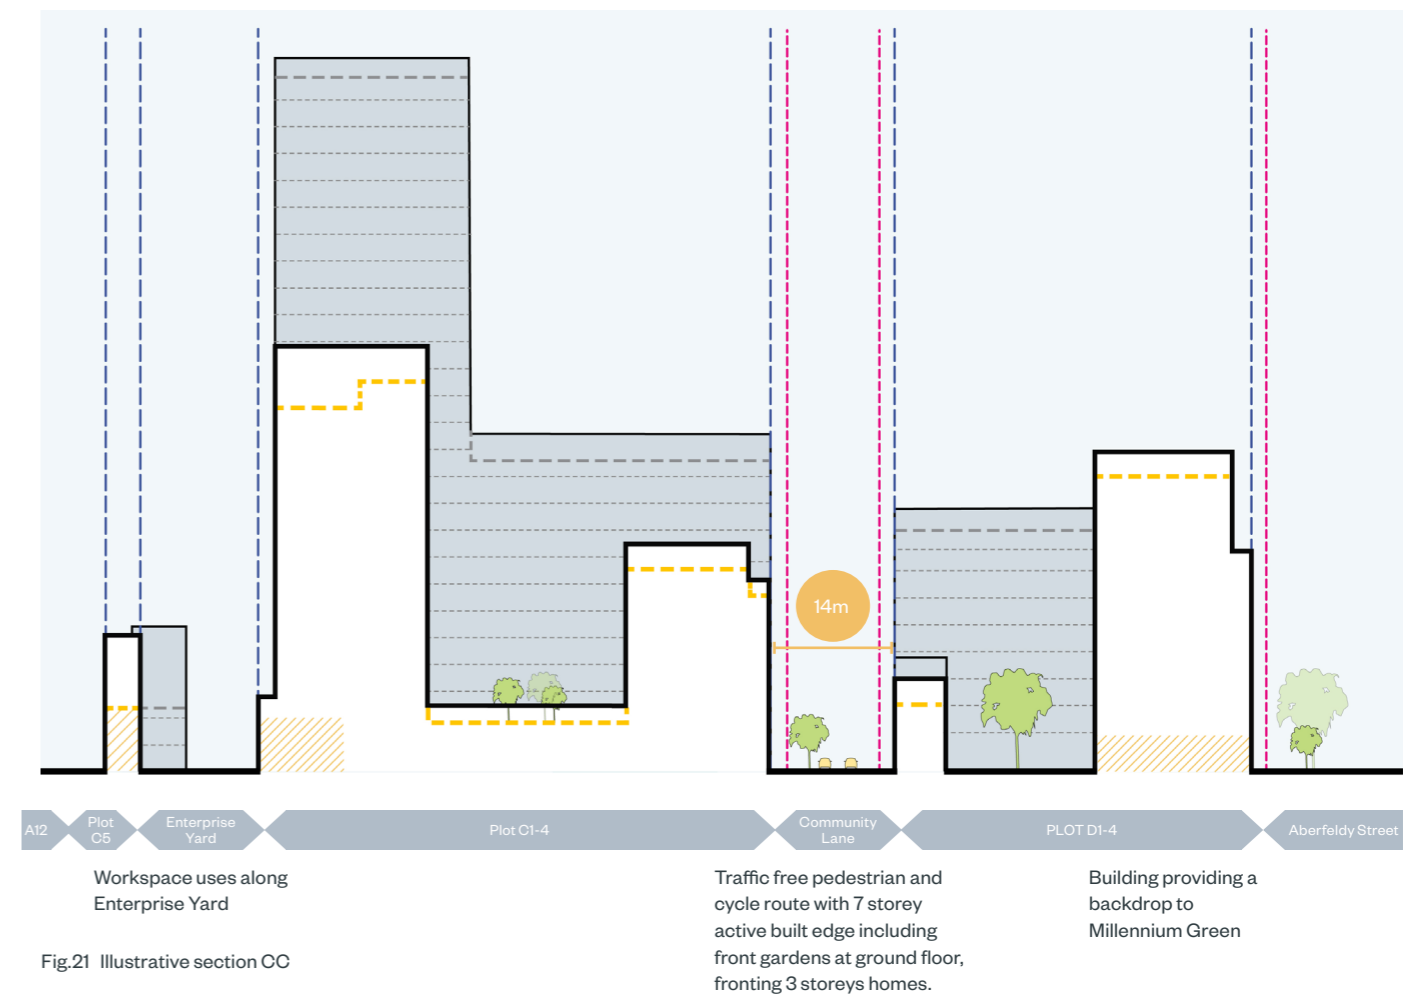 14m
A12
Plot
C5
Enterprise
Yard
Plot C1-4
Community
Lane
PLOT D1-4
Aberfeldy Street
Workspace uses along
Enterprise Yard
Traffic free pedestrian and
cycle route with 7 storey
active built edge including
front gardens at ground floor,
fronting 3 storeys homes.
Building providing a
backdrop to
Millennium Green
Fig.21 Illustrative section CC